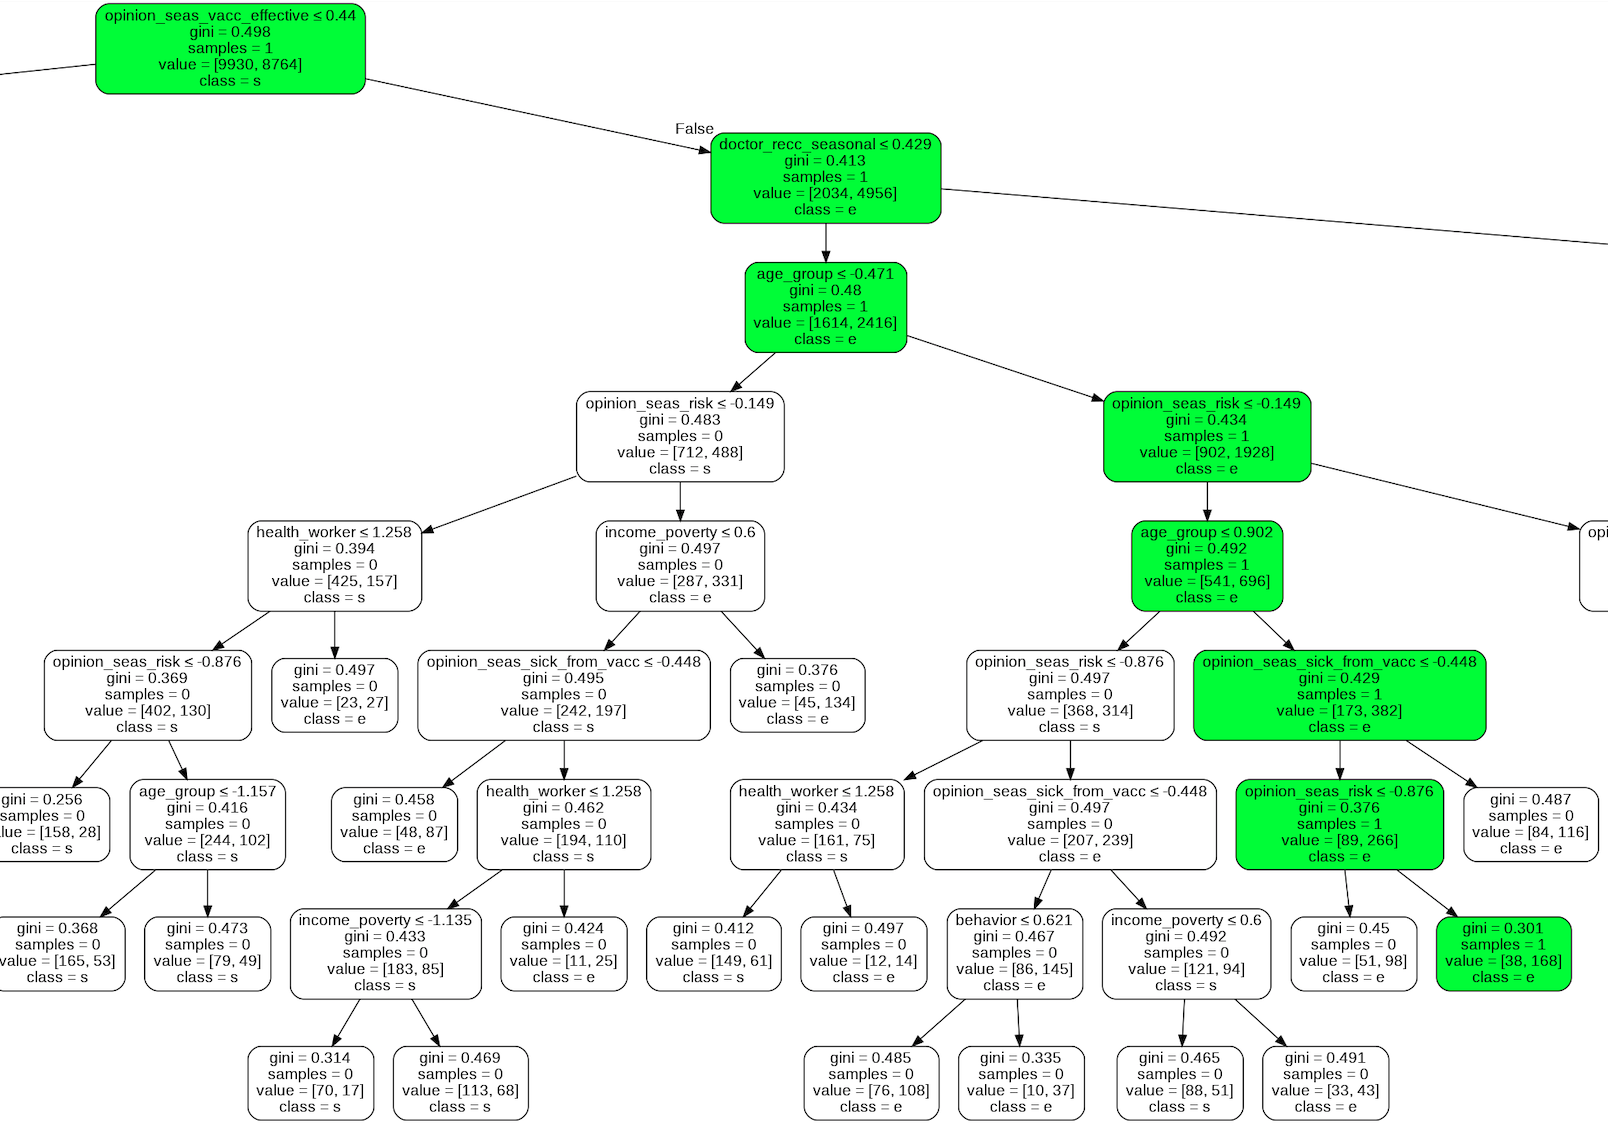 opinion_seas_vacc_effective ≤ 0.44
gini = 0.498
samples = 1
value = [9930, 8764]
class = s
False
doctor_recc_seasonal ≤ 0.429
gini = 0.413
samples = 1
value = [2034, 4956]
class = e
age_group ≤ -0.471
gini = 0.48
samples = 1
value = [1614, 2416]
class = e
opinion_seas_risk ≤ -0.149
gini = 0.483
samples = 0
value = [712, 488]
class = s
opinion_seas_risk ≤ -0.149
gini = 0.434
samples = 1
value = [902, 1928]
class = e
health_worker ≤ 1.258
gini = 0.394
samples = 0
value = [425, 157]
class = s
income_poverty ≤ 0.6
gini = 0.497
samples = 0
value = [287, 331]
class = e
age_group ≤ 0.902
gini = 0.492
samples = 1
value = [541, 696]
class = e
opi
opinion_seas_risk ≤ -0.876
gini = 0.369
samples = 0
value = [402, 130]
class = s
gini = 0.497
samples = 0
value = [23, 27]
class = e
opinion_seas_sick_from_vacc ≤ -0.448
gini = 0.495
samples = 0
value = [242, 197]
class = s
gini = 0.376
samples = 0
value = [45, 134]
class = e
opinion_seas_risk ≤ -0.876
gini = 0.497
samples = 0
value = [368, 314]
class = s
opinion_seas_sick_from_vacc ≤ -0.448
gini = 0.429
samples = 1
value = [173, 382]
class = e
gini = 0.256
samples = 0
alue = [158, 28]
class = s
age_group ≤ -1.157
gini = 0.416
samples = 0
value = [244, 102]
class = s
gini = 0.458
samples = 0
value = [48, 87]
class = e
health_worker ≤ 1.258
gini = 0.462
samples = 0
value = [194, 110]
class = s
health_worker ≤ 1.258
gini = 0.434
samples = 0
value = [161, 75]
class = s
opinion_seas_sick_from_vacc ≤ -0.448
gini = 0.497
samples = 0
value = [207, 239]
class = e
opinion_seas_risk ≤ -0.876
gini = 0.376
samples = 1
value = [89, 266]
class = e
gini = 0.487
samples = 0
value = [84, 116]
class = e
gini = 0.368
samples = 0
value = [165, 53]
class = s
gini = 0.473
samples = 0
value = [79, 49]
class = s
income_poverty ≤ -1.135
gini = 0.433
samples = 0
value = [183, 85]
class = s
gini = 0.424
samples = 0
value = [11, 25]
class = e
gini = 0.412
samples = 0
value = [149, 61]
class = s
gini = 0.497
samples = 0
value = [12, 14]
class = e
behavior ≤ 0.621
gini = 0.467
samples = 0
value = [86, 145]
class = e
income_poverty ≤ 0.6
gini = 0.492
samples = 0
value = [121, 94]
class = s
gini = 0.45
samples = 0
value = [51, 98]
class = e
gini = 0.301
samples = 1
value = [38, 168]
class = e
gini = 0.314
samples = 0
value = [70, 17]
class = s
gini = 0.469
samples = 0
value = [113, 68]
class = s
gini = 0.485
samples = 0
value = [76, 108]
class = e
gini = 0.335
samples = 0
value = [10, 37]
class = e
gini = 0.465
samples = 0
value = [88, 51]
class = s
gini = 0.491
samples = 0
value = [33, 43]
class = e